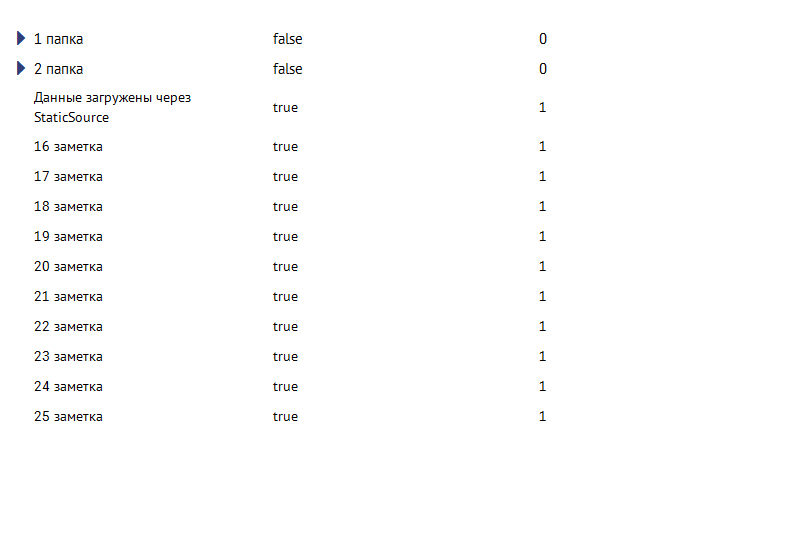 1 папка false 0
2 папка false 0
Данные загружены через
StaticSource true 1
16 заметка true 1
17 заметка true 1
18 заметка true 1
19 заметка true 1
20 заметка true 1
21 заметка true 1
22 заметка true 1
23 заметка true 1
24 заметка true 1
25 заметка true 1